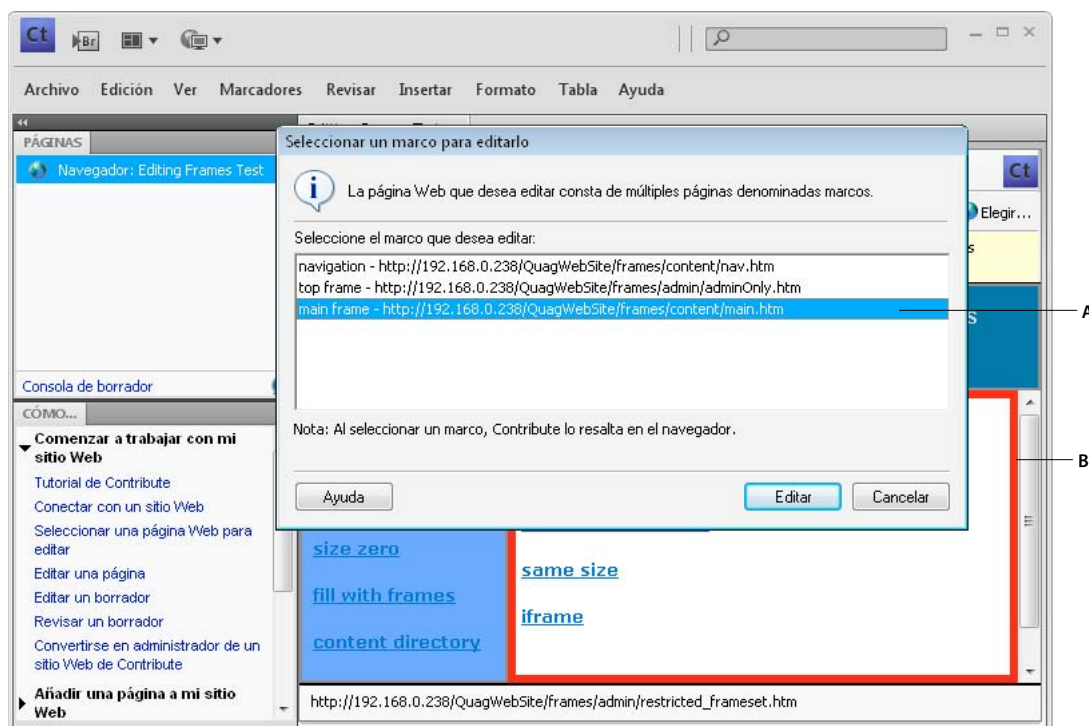 Ct
Br
Archivo Edición Ver Marcadores Revisar Insertar Formato Tabla Ayuda
PÁGINAS
Navegador: Editing Frames Test
Seleccionar un marco para editarlo
La página Web que desea editar consta de múltiples páginas denominadas marcos.
Seleccione el marco que desea editar:
navigation - http://192.168.0.238/QuagWebSite/frames/content/nav.htm
top frame - http://192.168.0.238/QuagWebSite/frames/admin/adminOnly.htm
main frame - http://192.168.0.238/QuagWebSite/frames/content/main.htm
Nota: Al seleccionar un marco, Contribute lo resalta en el navegador.
Ayuda
Editar
Cancelar
Ct
Elegir...
s
S
A
B
Consola de borrador
CÓMO...
Comenzar a trabajar con mi
sitio Web
Tutorial de Contribute
Conectar con un sitio Web
Seleccionar una página Web para
editar
Editar una página
Editar un borrador
Revisar un borrador
Convertirse en administrador de un
sitio Web de Contribute
Añadir una página a mi sitio
Web
size zero
fill with frames
content directory
same size
iframe
http://192.168.0.238/QuagWebSite/frames/admin/restricted_frameset.htm